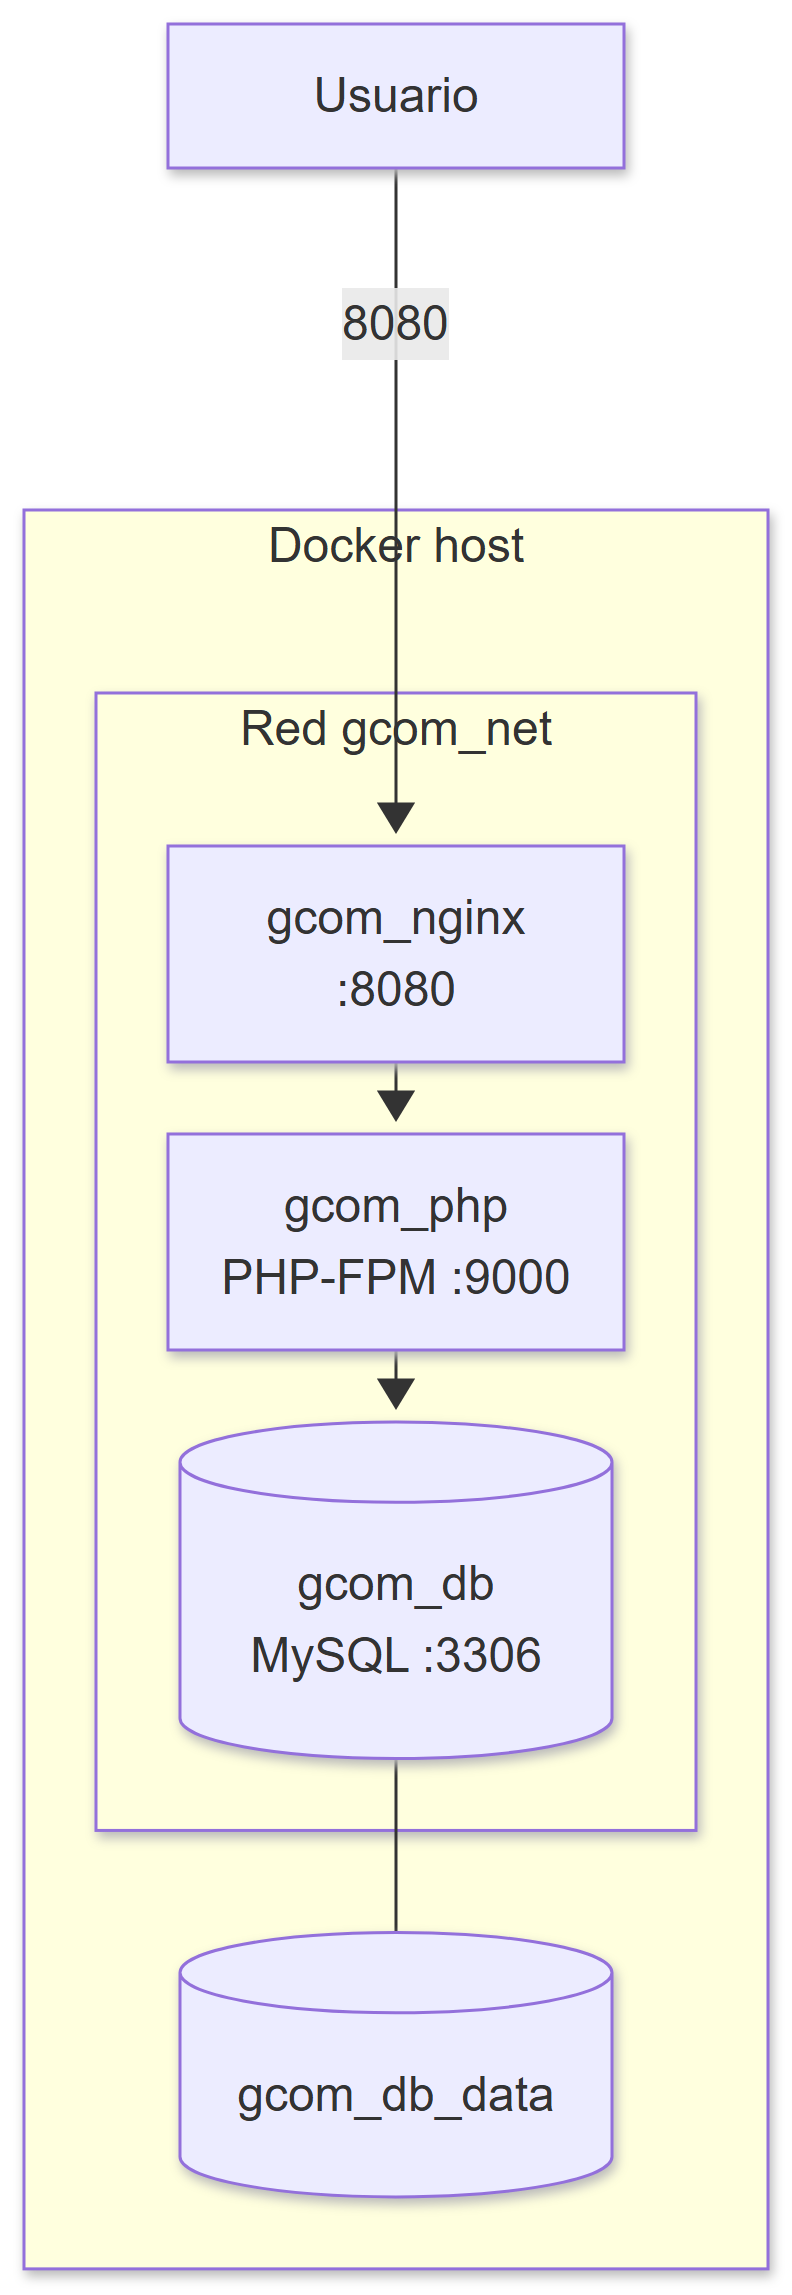 Usuario
8080
Docker host
Red gcom_net
gcom_nginx
:8080
gcom_php
PHP-FPM :9000
gcom_db
MySQL :3306
gcom_db_data